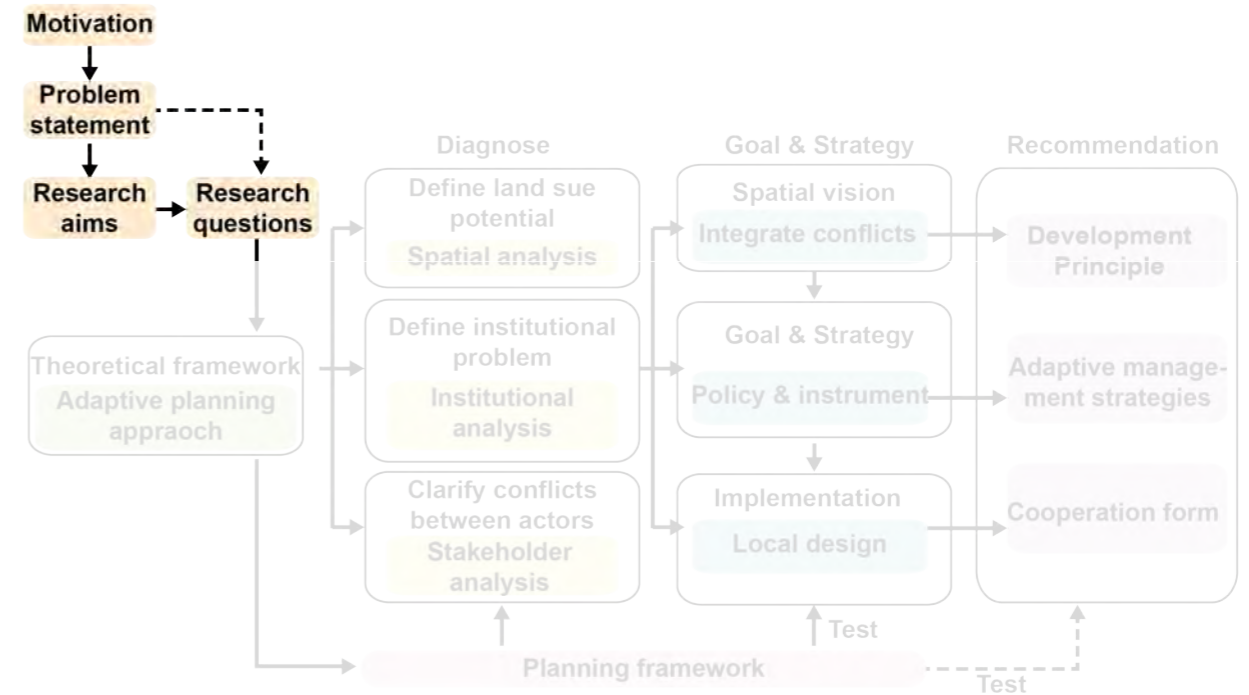 Motivation
Problem
statement
Research
aims
Research
questions
Theoretical framework
Adaptive planning
appraoch
Diagnose
Define land sue
potential
Spatial analysis
Define institutional
problem
Institutional
analysis
Clarify conflicts
between actors
Stakeholder
analysis
Goal & Strategy
Spatial vision
Integrate conflicts
Goal & Strategy
Policy & instrument
Implementation
Local design
Recommendation
Development
Principie
Adaptive manage-
ment strategies
Cooperation form
Test
Planning framework
Test